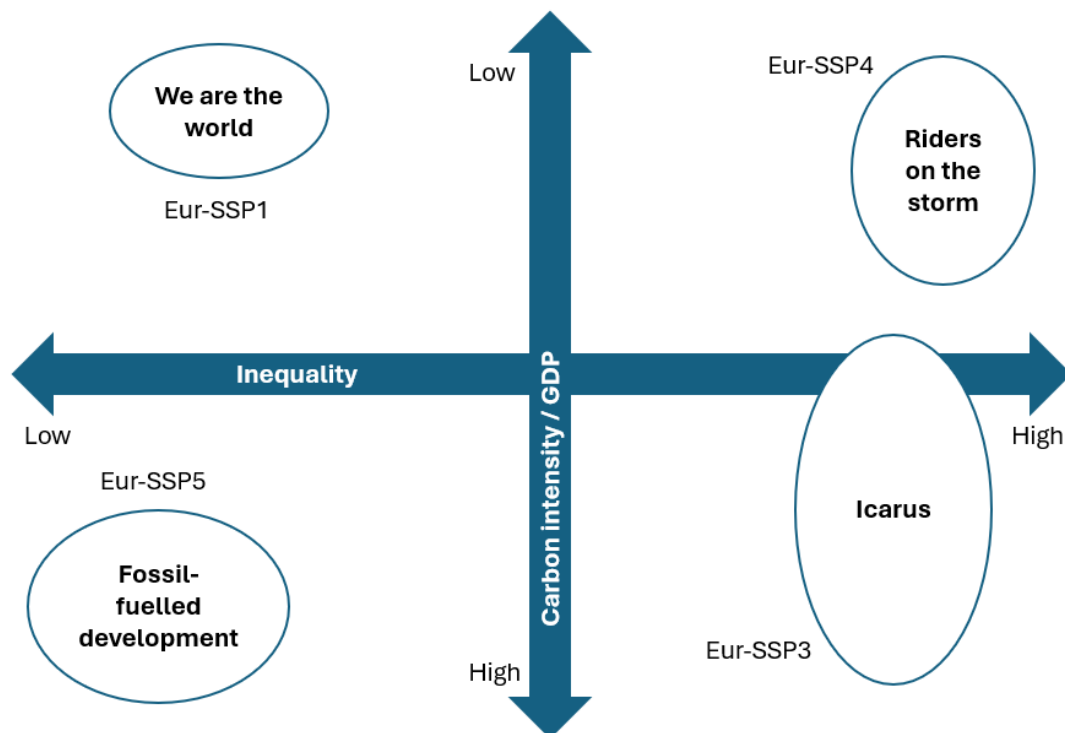 Low
Eur-SSP4
We are the
world
Riders
on the
storm
Eur-SSP1
Inequality
Carbon intensity / GDP
Low
High
Eur-SSP5
Icarus
Fossil-
fuelled
development
Eur-SSP3
High